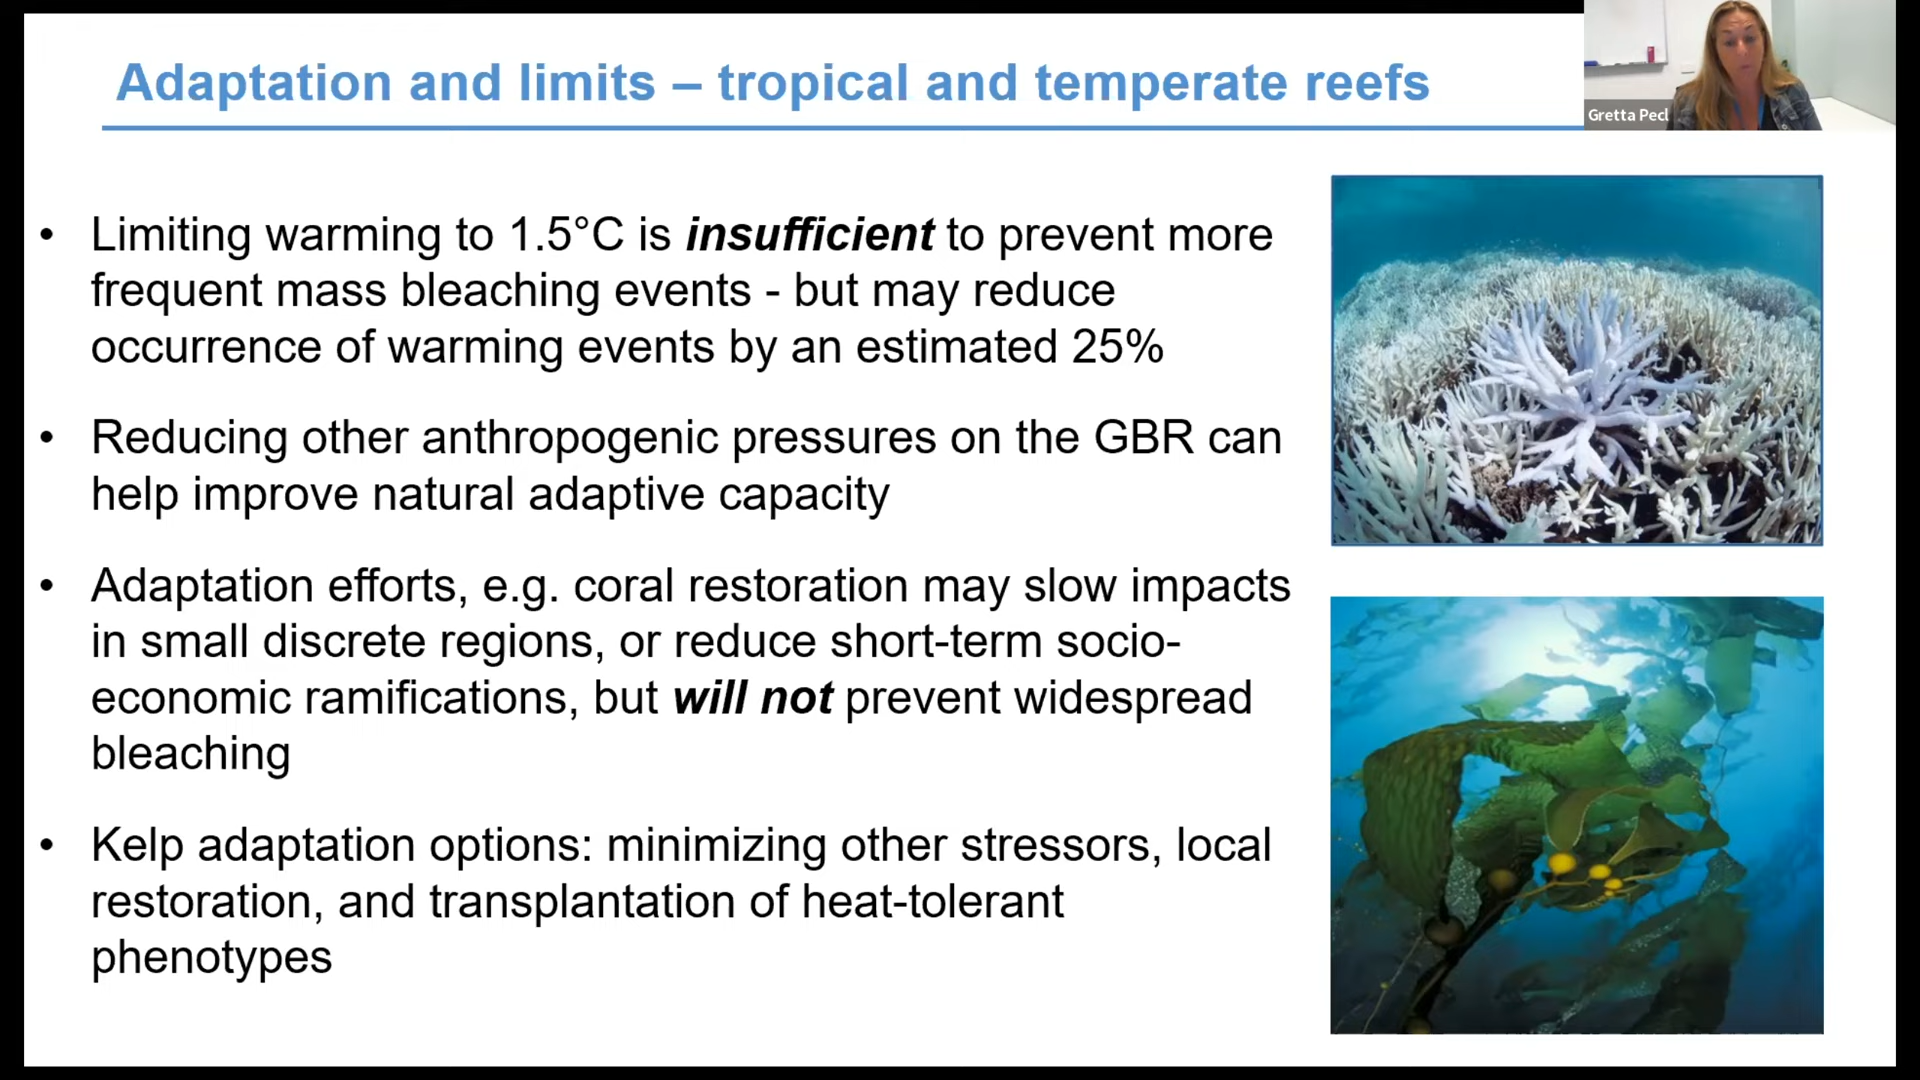 Adaptation and limits – tropical and temperate reefs
Gretta Pecl
• Limiting warming to 1.5°C is insufficient to prevent more
frequent mass bleaching events - but may reduce
occurrence of warming events by an estimated 25%
• Reducing other anthropogenic pressures on the GBR can
help improve natural adaptive capacity
• Adaptation efforts, e.g. coral restoration may slow impacts
in small discrete regions, or reduce short-term socio-
economic ramifications, but will not prevent widespread
bleaching
• Kelp adaptation options: minimizing other stressors, local
restoration, and transplantation of heat-tolerant
phenotypes